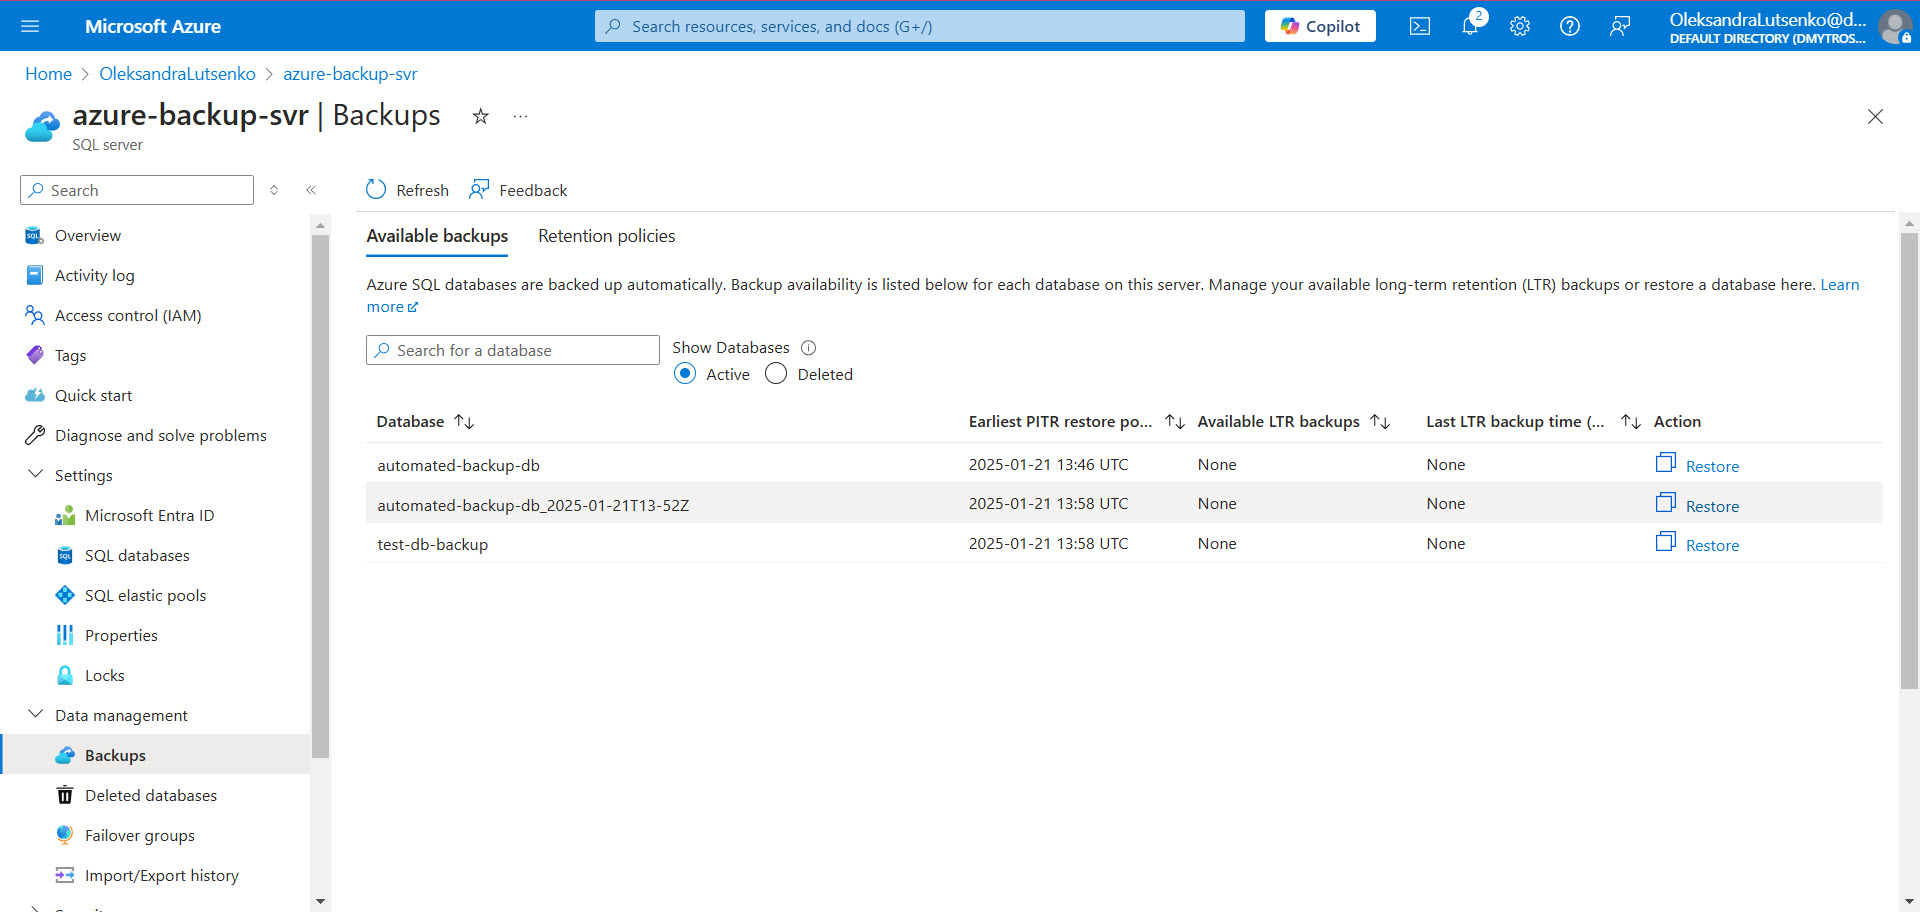 Microsoft Azure
Search resources, services, and docs (G+/)
Copilot
2
OleksandraLutsenko@d...
DEFAULT DIRECTORY (DMYTROS...
Home > OleksandraLutsenko > azure-backup-svr
azure-backup-svr | Backups
SQL server
Search
Refresh
Feedback
Overview
Activity log
Access control (IAM)
Tags
Quick start
Diagnose and solve problems
Settings
Microsoft Entra ID
SQL databases
SQL elastic pools
Properties
Locks
Data management
Backups
Deleted databases
Failover groups
Import/Export history
Available backups Retention policies
Azure SQL databases are backed up automatically. Backup availability is listed below for each database on this server. Manage your available long-term retention (LTR) backups or restore a database here. Learn
more
Search for a database
Show Databases
Active Deleted
Database Earliest PITR restore po... Available LTR backups Last LTR backup time (... Action
automated-backup-db 2025-01-21 13:46 UTC None None Restore
automated-backup-db_2025-01-21T13-52Z 2025-01-21 13:58 UTC None None Restore
test-db-backup 2025-01-21 13:58 UTC None None Restore